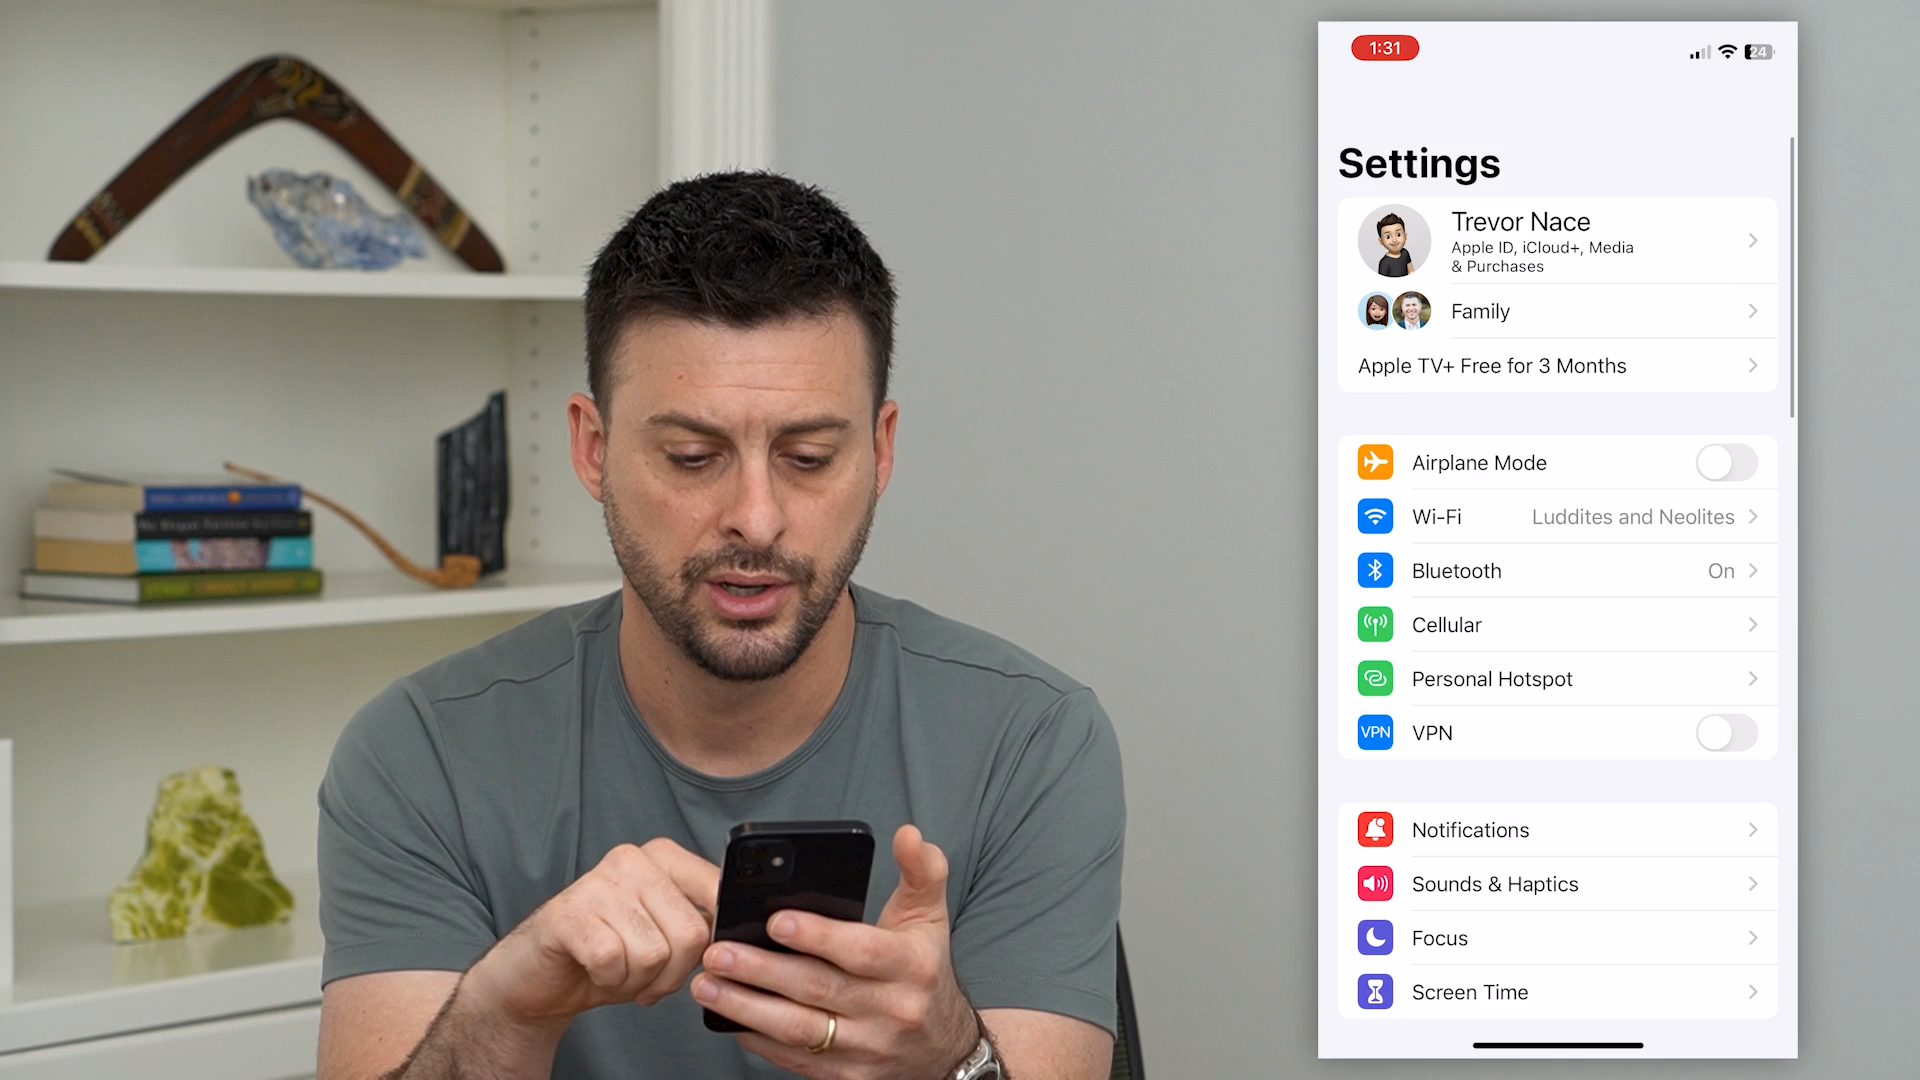 1:31
24
Settings
Trevor Nace
Apple ID, iCloud+, Media
& Purchases
Family
Apple TV+ Free for 3 Months
Airplane Mode
Wi-Fi Luddites and Neolites
Bluetooth On
Cellular
Personal Hotspot
VPN VPN
Notifications
Sounds & Haptics
Focus
Screen Time